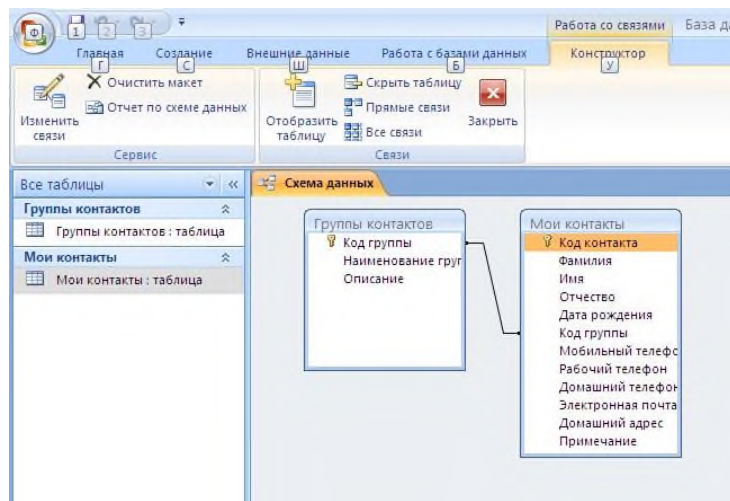 Ф
1 2 3
Работа со связями База да
Главная Создание Внешние данные Работа с базами данных Конструктор
Г С Ш Б У
Изменить связи
Очистить макет
Отчет по схеме данных
Сервис
Отобразить таблицу
Скрыть таблицу
Прямые связи
Все связи
Закрыть
Связи
Все таблицы «
Группы контактов
Группы контактов : таблица
Мои контакты
Мои контакты : таблица
Схема данных
Группы контактов
Код группы
Наименование груп
Описание
Мои контакты
Код контакта
Фамилия
Имя
Отчество
Дата рождения
Код группы
Мобильный телефо
Рабочий телефон
Домашний телефон
Электронная почта
Домашний адрес
Примечание